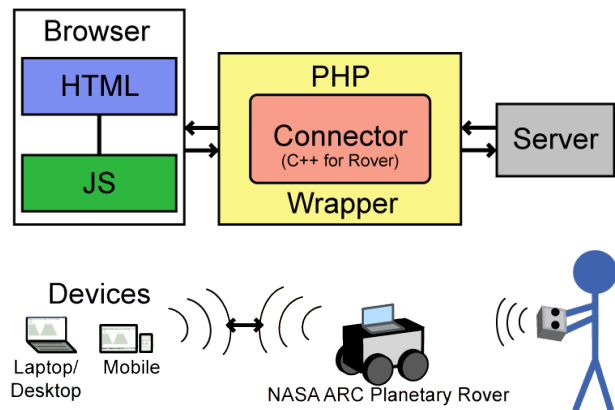 Browser
HTML
JS
PHP
Connector
(C++ for Rover)
Wrapper
Server
Devices
Laptop/
Desktop
Mobile
NASA ARC Planetary Rover